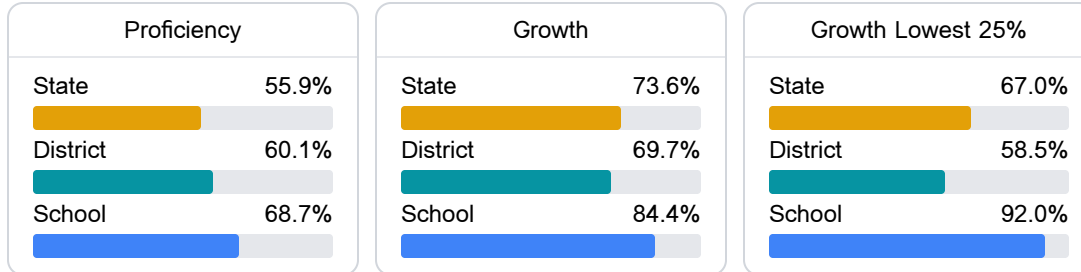 Proficiency
State 55.9%
District 60.1%
School 68.7%
Growth
State 73.6%
District 69.7%
School 84.4%
Growth Lowest 25%
State 67.0%
District 58.5%
School 92.0%